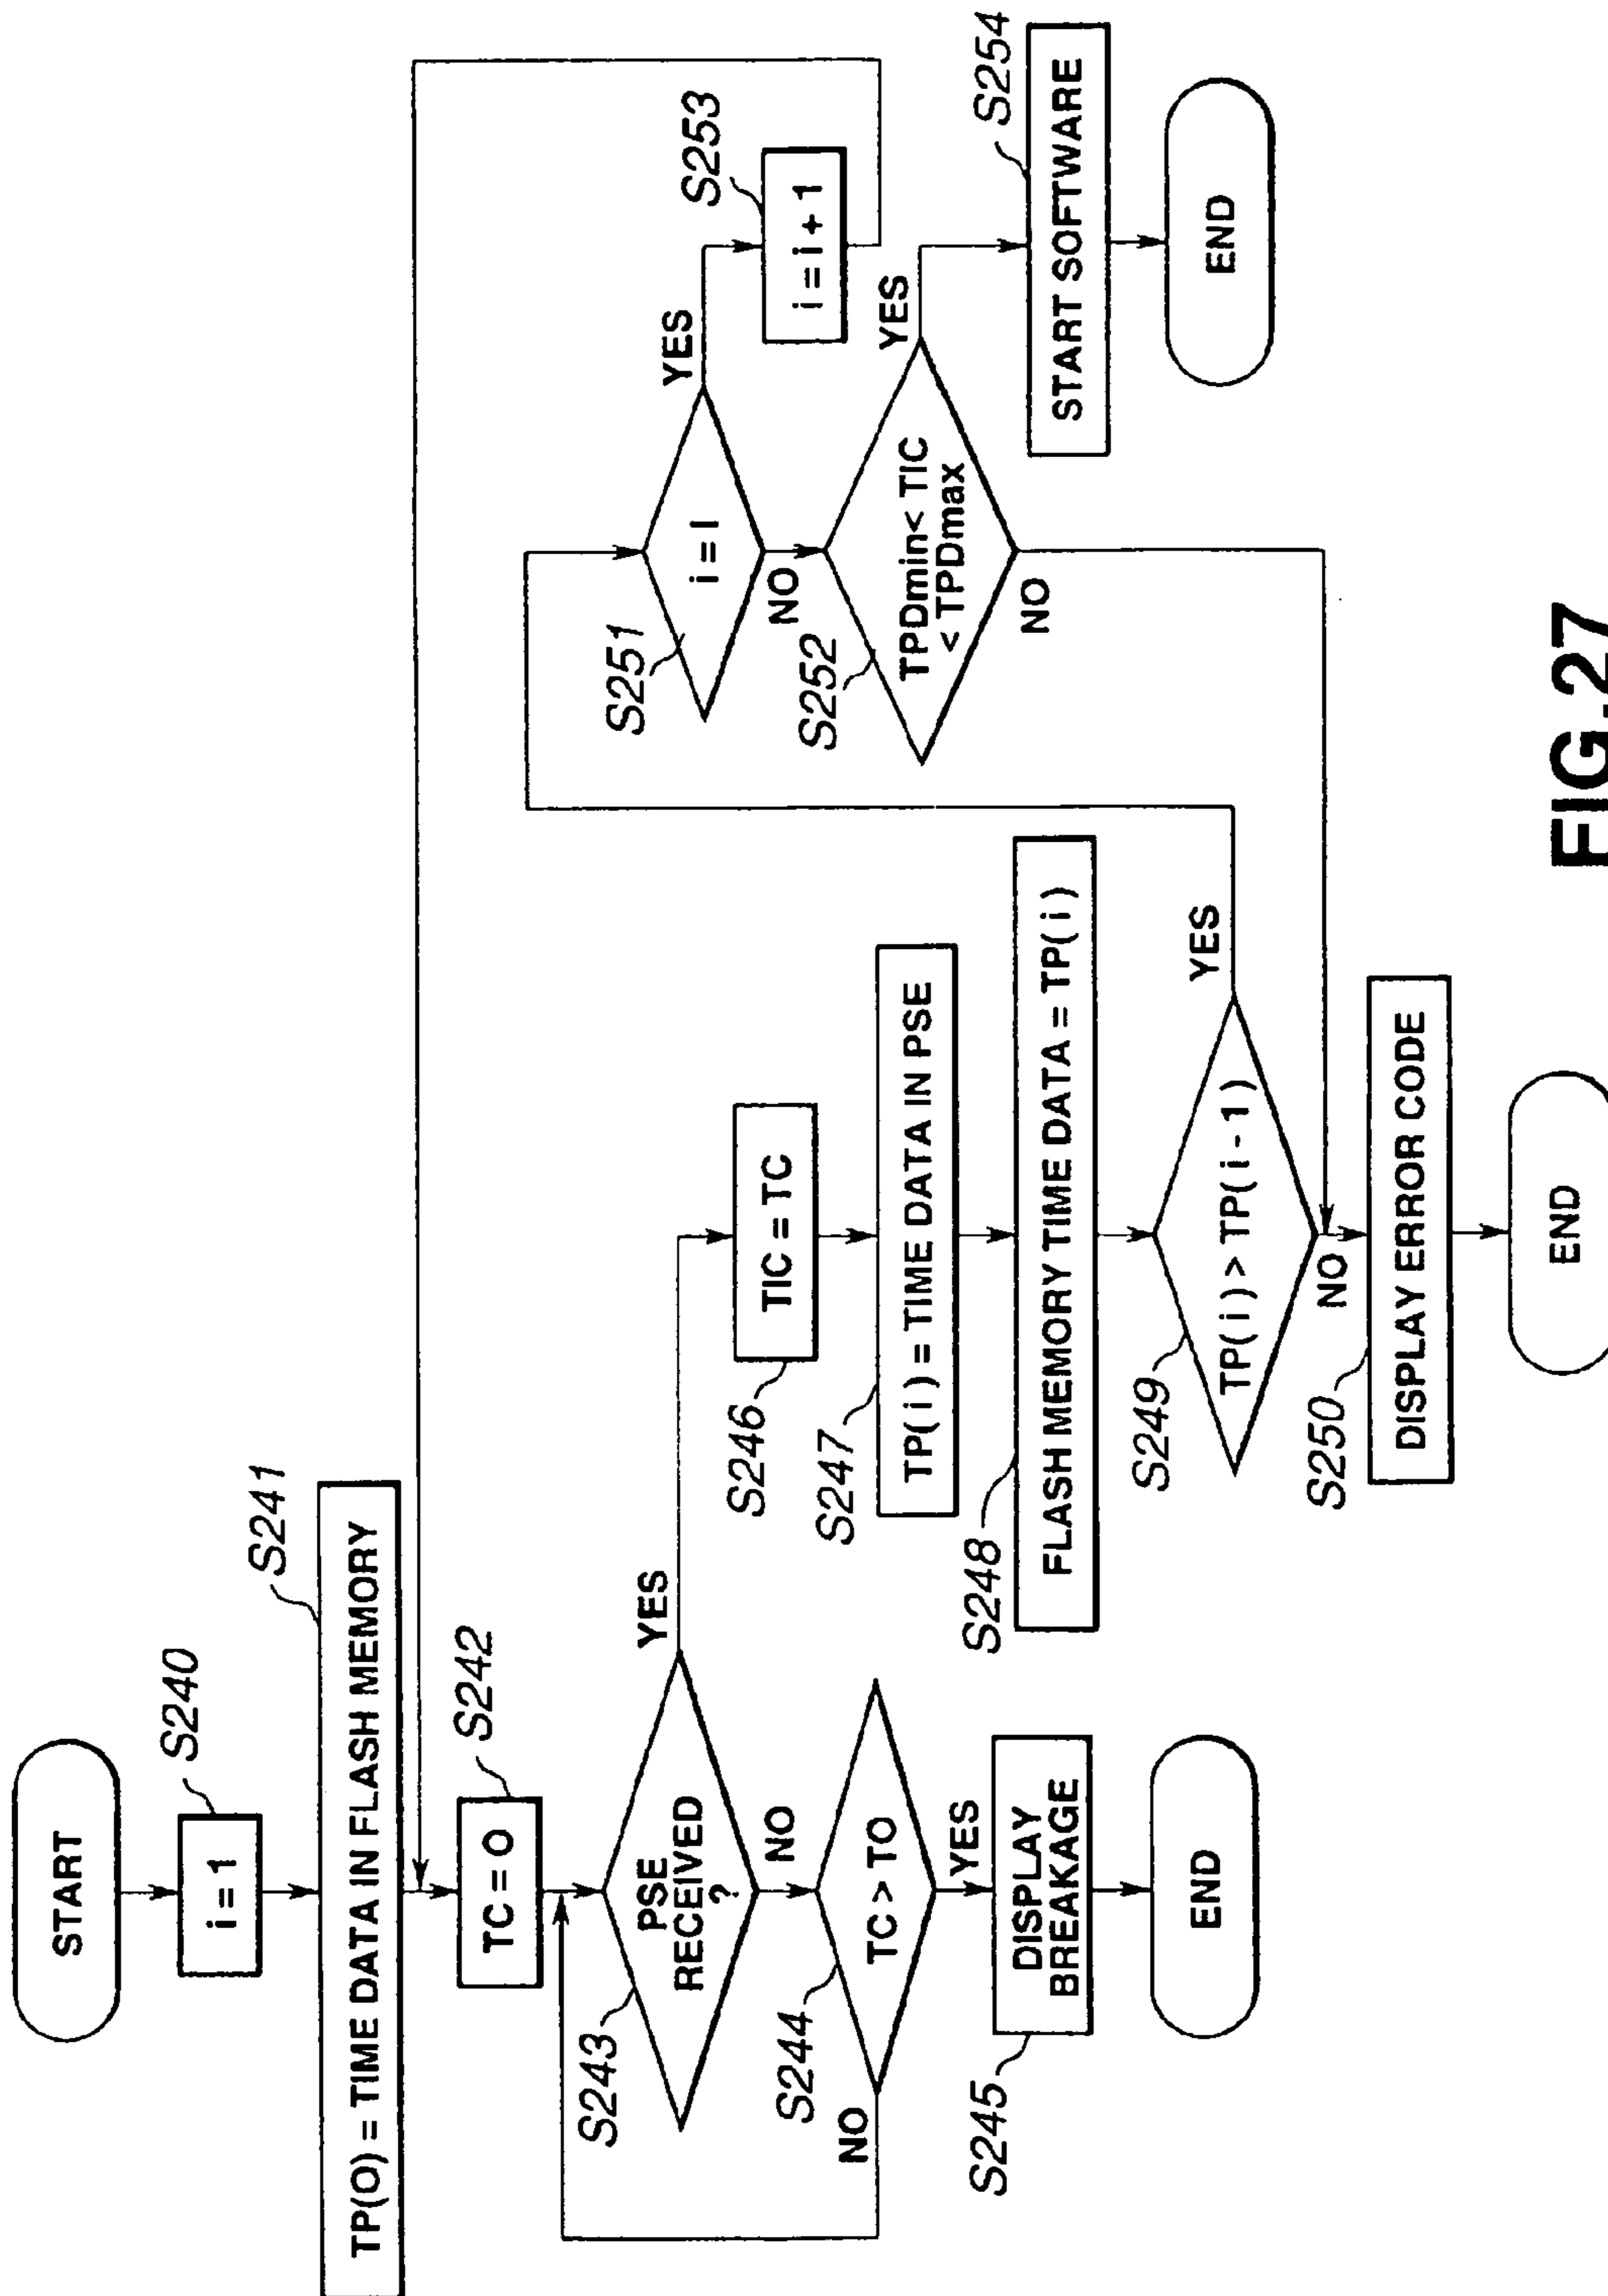 START
S240
i = 1
S241
TP(O) = TIME DATA IN FLASH MEMORY
S242
TC = O
S243
PSE
RECEIVED
?
YES
NO
S244
TC > TO
NO
YES
S245
DISPLAY
BREAKAGE
END
S246
TIC = TC
S247
TP( i ) = TIME DATA IN PSE
S248
FLASH MEMORY TIME DATA = TP( i )
S249
TP( i ) > TP( i - 1 )
YES
NO
S250
DISPLAY ERROR CODE
END
S251
i = I
YES
NO
S252
TPDmin< TIC
< TPDmax
YES
NO
S253
i = i + 1
S254
START SOFTWARE
END
FIG.27